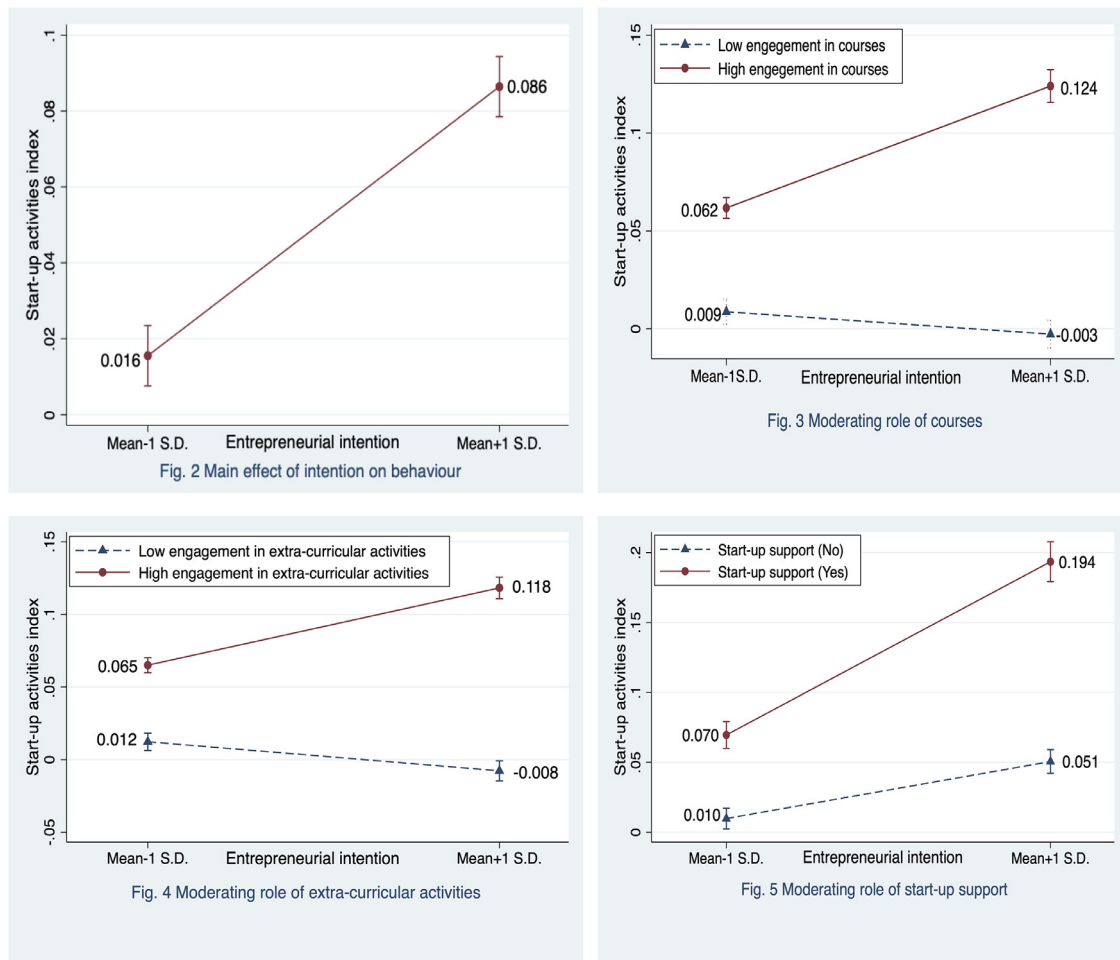 Start-up activities index
.1
.08
.06
.04
.02
0
0.086
0.016
Mean-1 S.D.
Entrepreneurial intention
Mean+1 S.D.
Fig. 2 Main effect of intention on behaviour
Low engegement in courses
High engegement in courses
Start-up activities index
.15
.1
.05
0
0.124
0.062
0.009
-0.003
Mean-1S.D.
Entrepreneurial intention
Mean+1 S.D.
Fig. 3 Moderating role of courses
Low engagement in extra-curricular activities
High engagement in extra-curricular activities
Start-up activities index
.15
.1
.05
0
-.05
0.118
0.065
0.012
-0.008
Mean-1 S.D.
Entrepreneurial intention
Mean+1 S.D.
Fig. 4 Moderating role of extra-curricular activities
Start-up support (No)
Start-up support (Yes)
Start-up activities index
.2
.15
.1
.05
0
0.194
0.070
0.051
0.010
Mean-1 S.D.
Entrepreneurial intention
Mean+1 S.D.
Fig. 5 Moderating role of start-up support